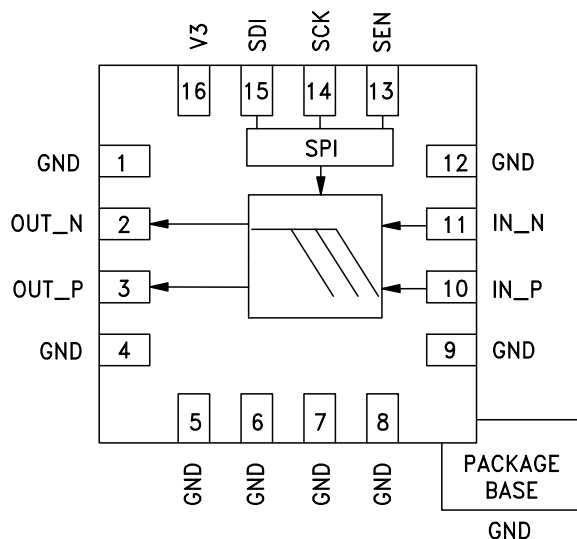 V3 SDI SCK SEN
16 15 14 13
SPI
GND 1 12 GND
OUT_N 2 11 IN_N
OUT_P 3 10 IN_P
GND 4 9 GND
5 6 7 8
GND GND GND GND
PACKAGE
BASE
GND